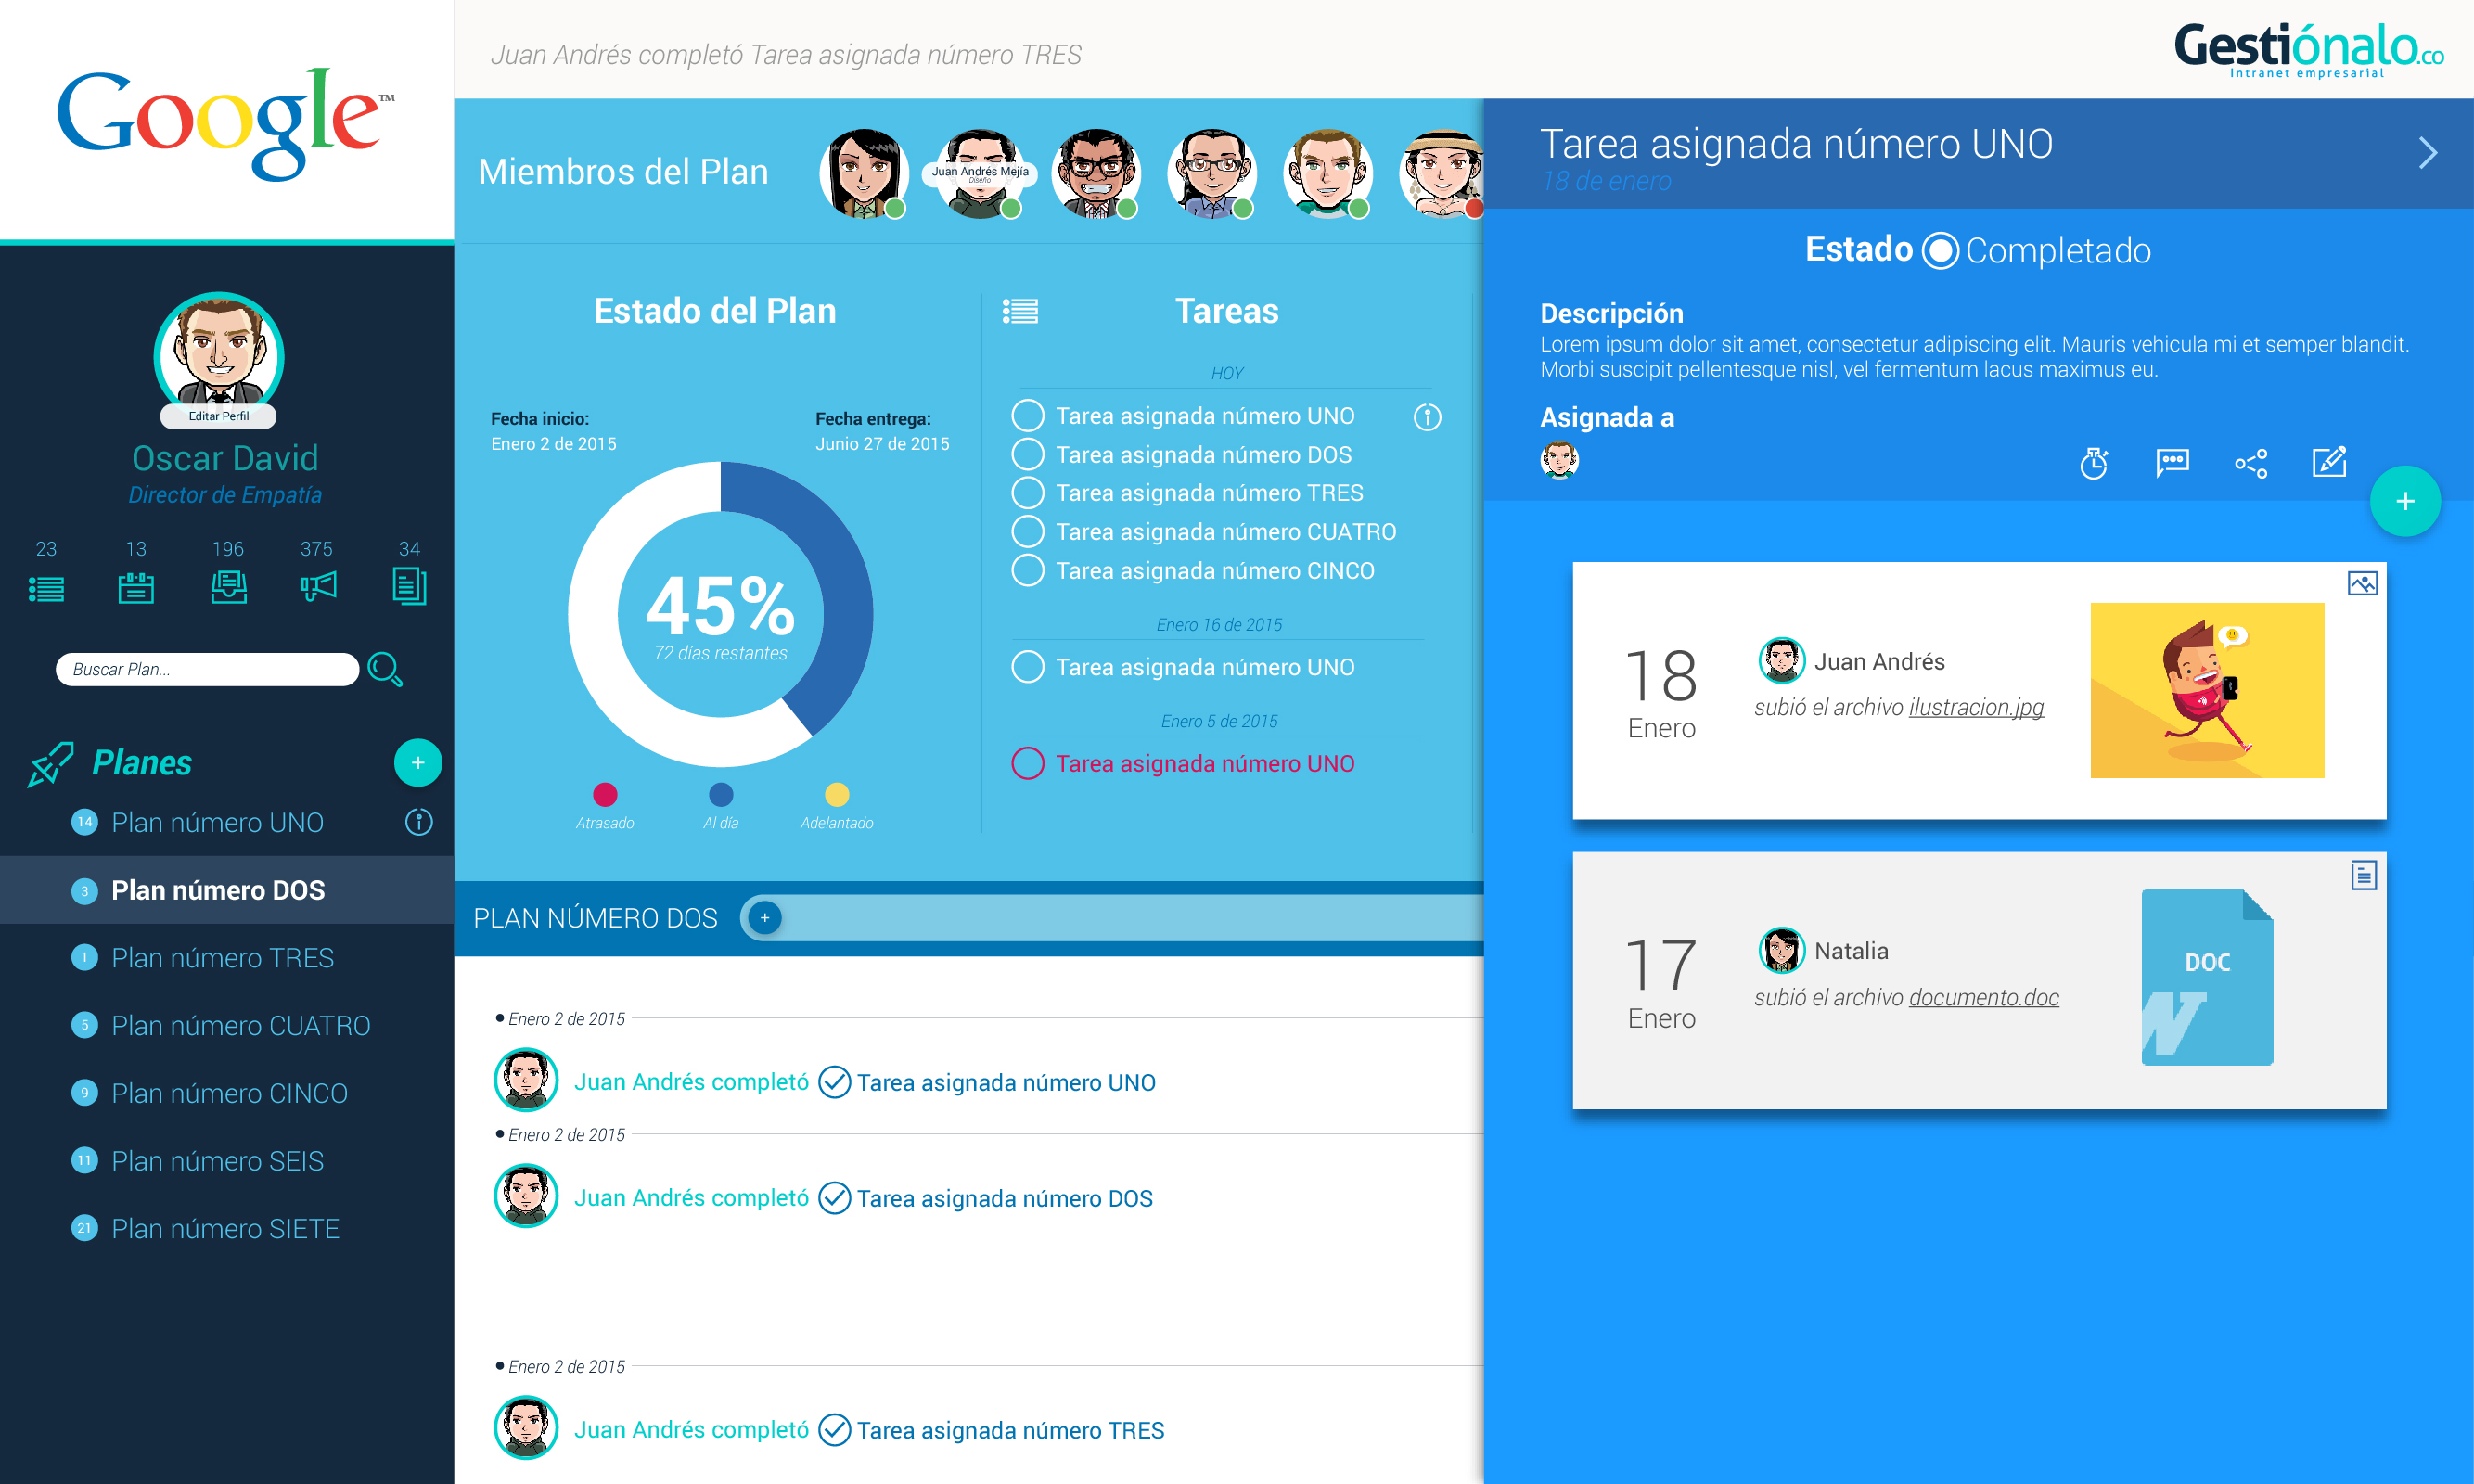 Google™
Juan Andrés completó Tarea asignada número TRES
Gestiónalo.co
Intranet empresarial
Editar Perfil
Oscar David
Director de Empatía
23
13
196
375
34
Buscar Plan...
Planes
+
14 Plan número UNO
3 Plan número DOS
1 Plan número TRES
5 Plan número CUATRO
9 Plan número CINCO
11 Plan número SEIS
21 Plan número SIETE
Miembros del Plan
Juan Andrés Mejía
Diseño
Estado del Plan
Fecha inicio:
Enero 2 de 2015
Fecha entrega:
Junio 27 de 2015
45%
72 días restantes
Atrasado
Al día
Adelantado
Tareas
HOY
Tarea asignada número UNO
Tarea asignada número DOS
Tarea asignada número TRES
Tarea asignada número CUATRO
Tarea asignada número CINCO
Enero 16 de 2015
Tarea asignada número UNO
Enero 5 de 2015
Tarea asignada número UNO
PLAN NÚMERO DOS
+
Enero 2 de 2015
Juan Andrés completó Tarea asignada número UNO
Enero 2 de 2015
Juan Andrés completó Tarea asignada número DOS
Enero 2 de 2015
Juan Andrés completó Tarea asignada número TRES
Tarea asignada número UNO
18 de enero
Estado Completado
Descripción
Lorem ipsum dolor sit amet, consectetur adipiscing elit. Mauris vehicula mi et semper blandit.
Morbi suscipit pellentesque nisl, vel fermentum lacus maximus eu.
Asignada a
+
18
Enero
Juan Andrés
subió el archivo ilustracion.jpg
17
Enero
Natalia
subió el archivo documento.doc
DOC
W